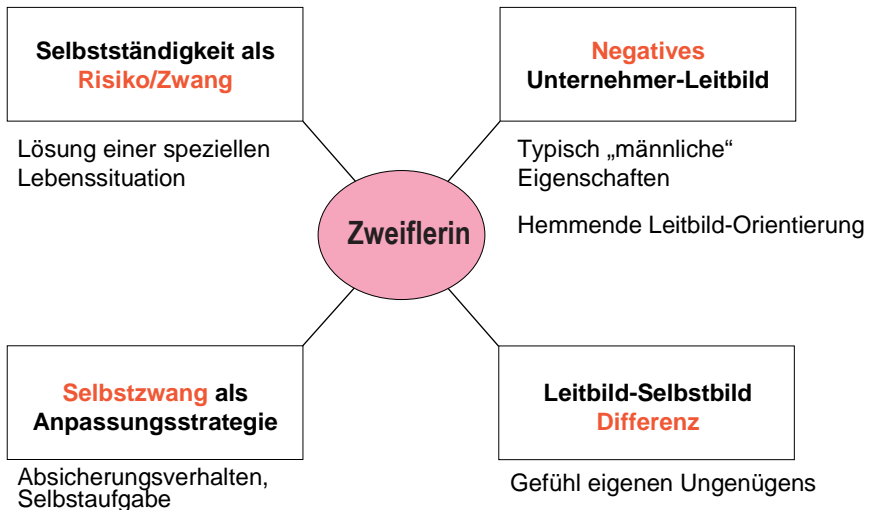 Selbstständigkeit als
Risiko/Zwang
Lösung einer speziellen
Lebenssituation
Negatives
Unternehmer-Leitbild
Typisch „männliche“
Eigenschaften
Hemmende Leitbild-Orientierung
Zweiflerin
Selbstzwang als
Anpassungsstrategie
Absicherungsverhalten,
Selbstaufgabe
Leitbild-Selbstbild
Differenz
Gefühl eigenen Ungenügens